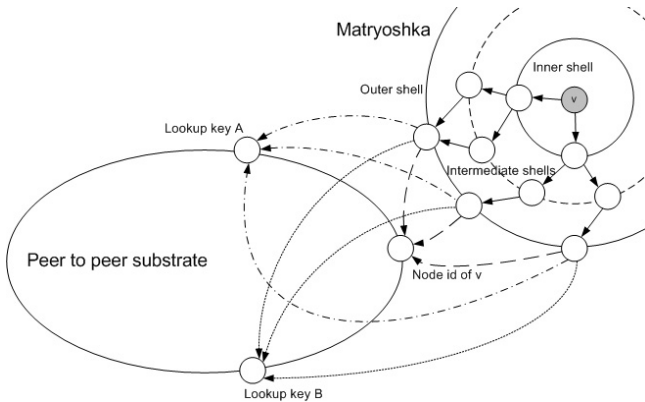 Matryoshka
Inner shell
Outer shell
v
Lookup key A
Intermediate shells
Peer to peer substrate
Node id of v
Lookup key B